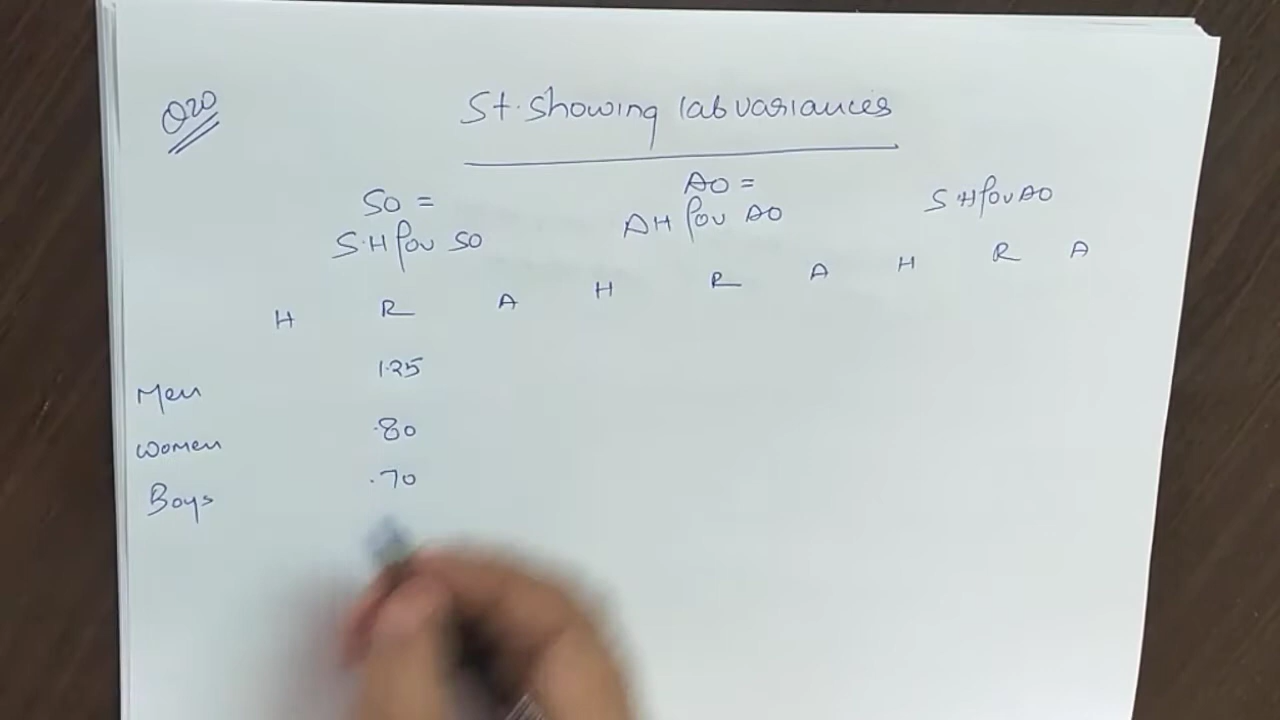 Q20
St. Showing lab variances
SO =
S.H for SO
AO =
AH for AO
S.H for AO
H R A H R A H R A
Men 1.25
Women .80
Boys .70